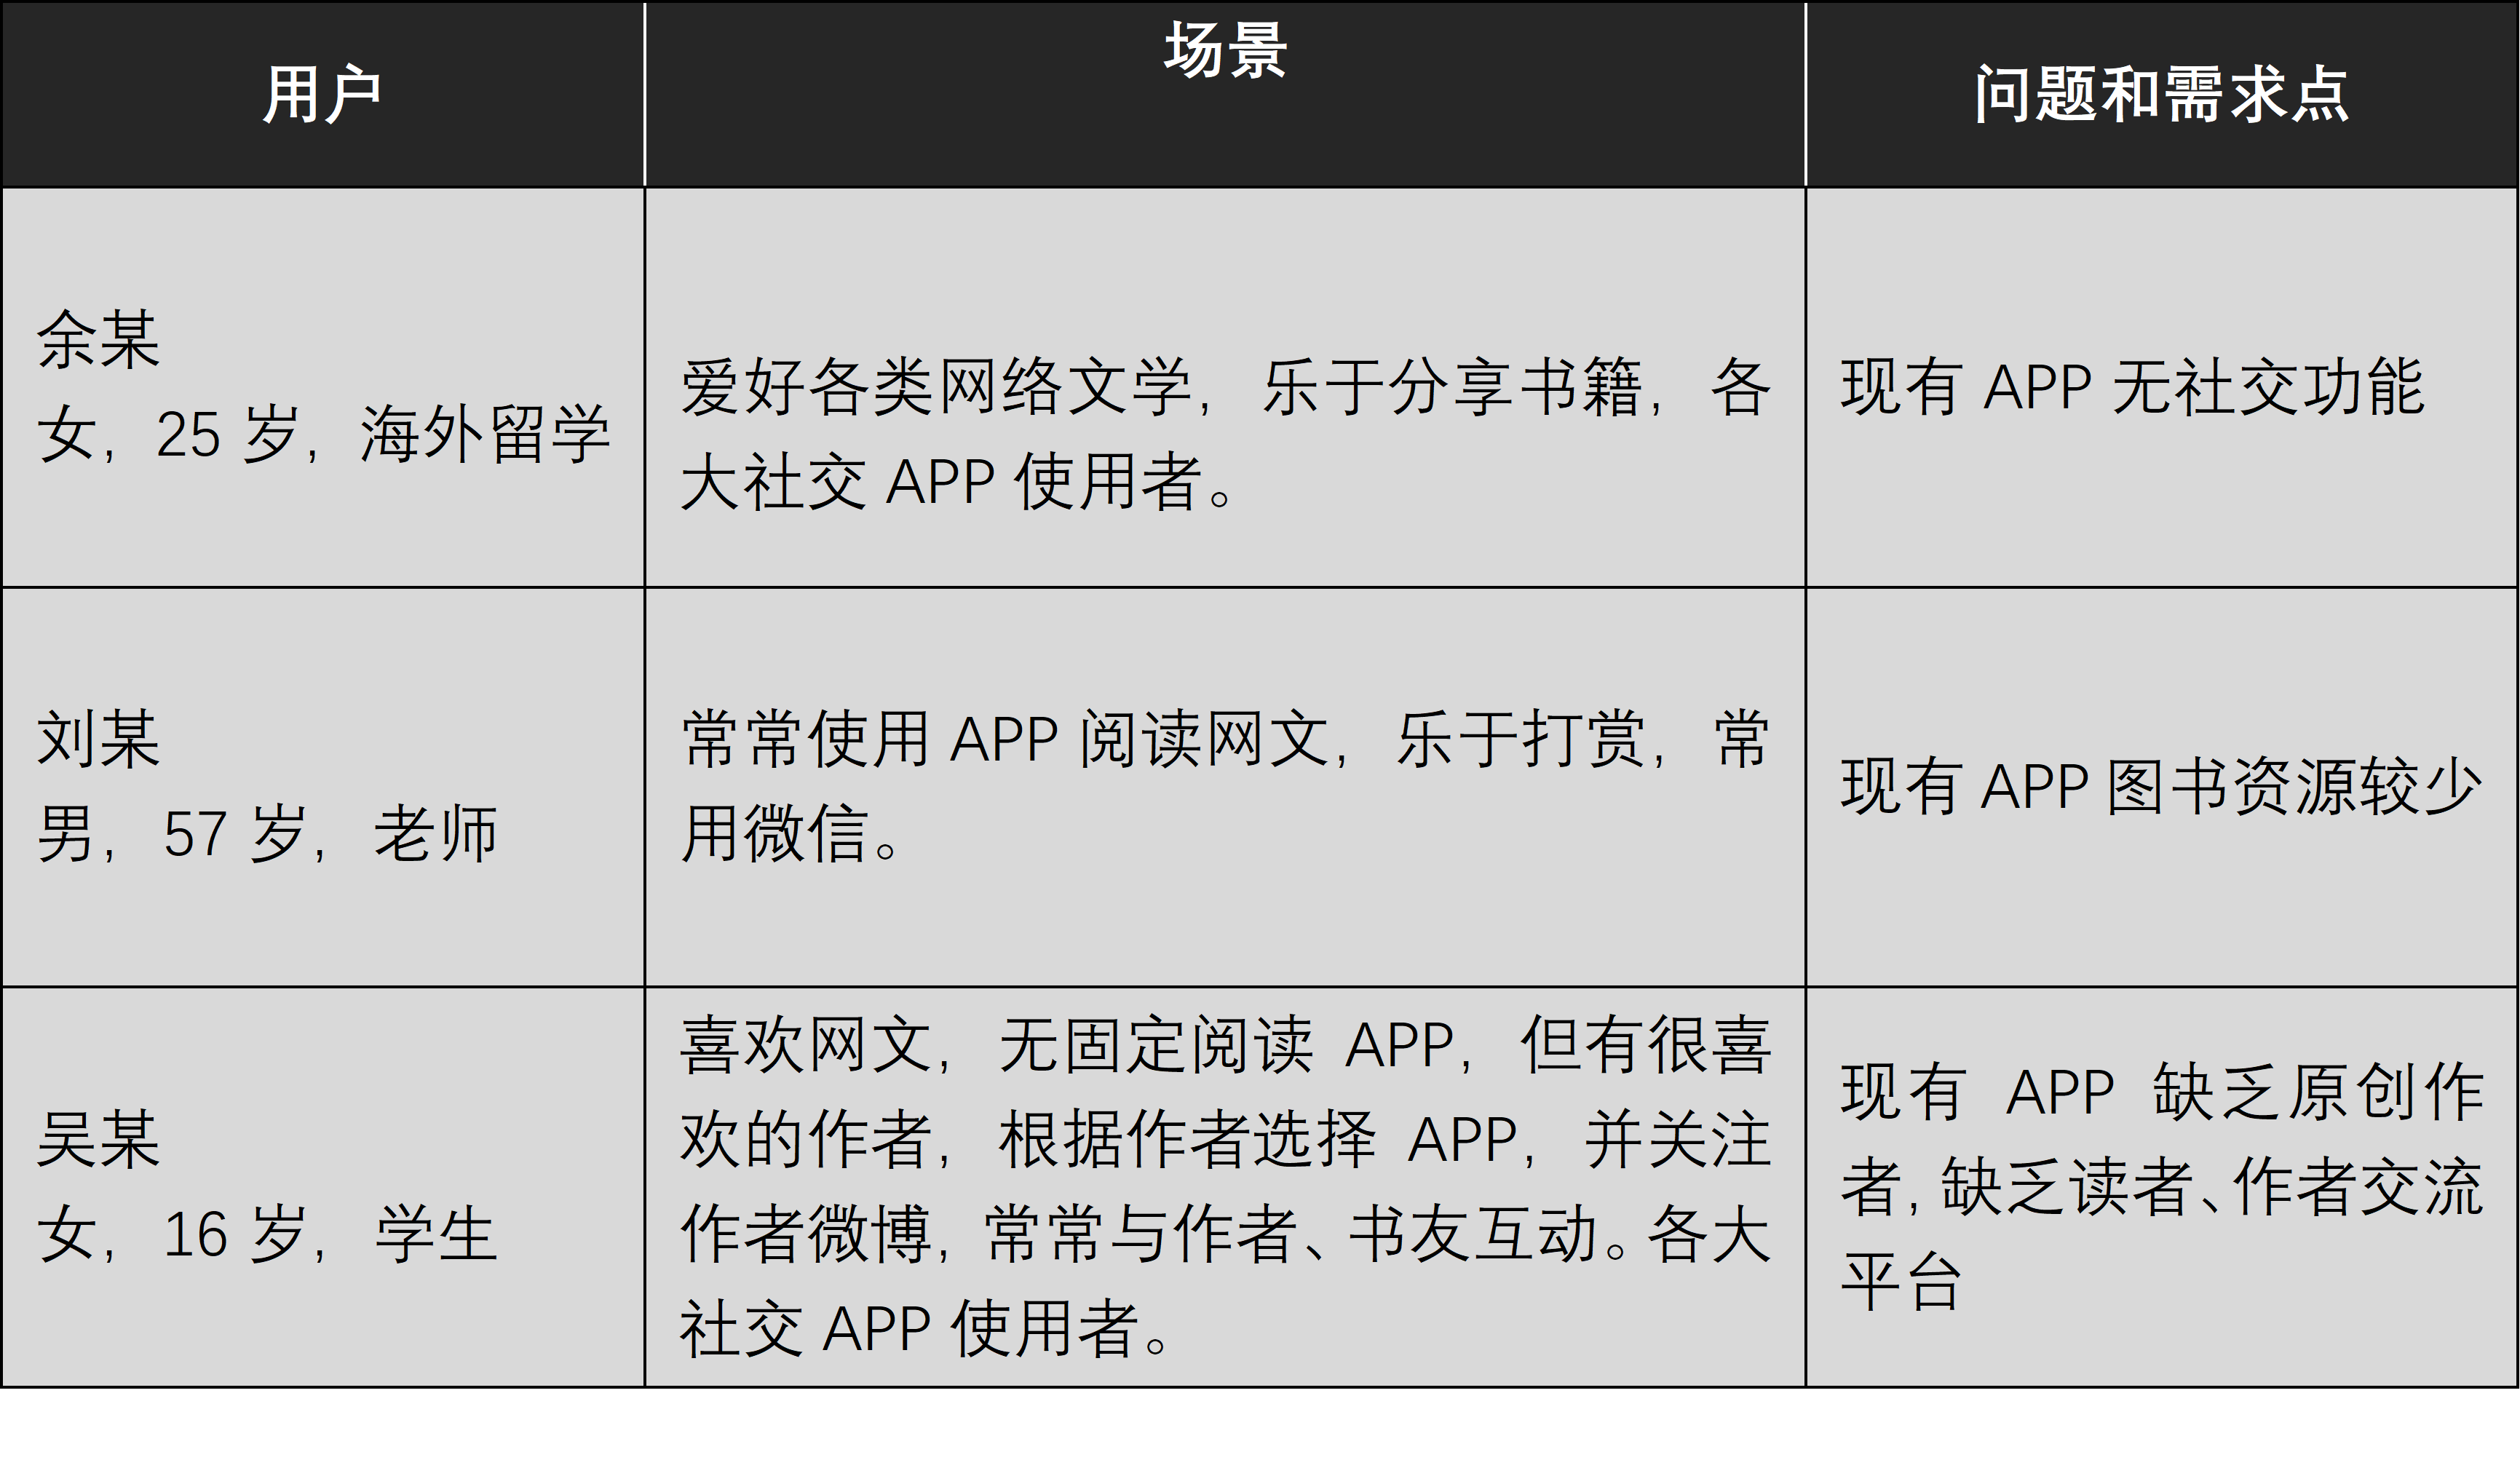 用户
场景
问题和需求点
余某
女，25 岁，海外留学
爱好各类网络文学，乐于分享书籍，各
大社交 APP 使用者。
现有 APP 无社交功能
刘某
男，57 岁，老师
常常使用 APP 阅读网文，乐于打赏，常
用微信。
现有 APP 图书资源较少
吴某
女，16 岁，学生
喜欢网文，无固定阅读 APP，但有很喜
欢的作者，根据作者选择 APP，并关注
作者微博，常常与作者、书友互动。各大
社交 APP 使用者。
现有 APP 缺乏原创作
者，缺乏读者、作者交流
平台